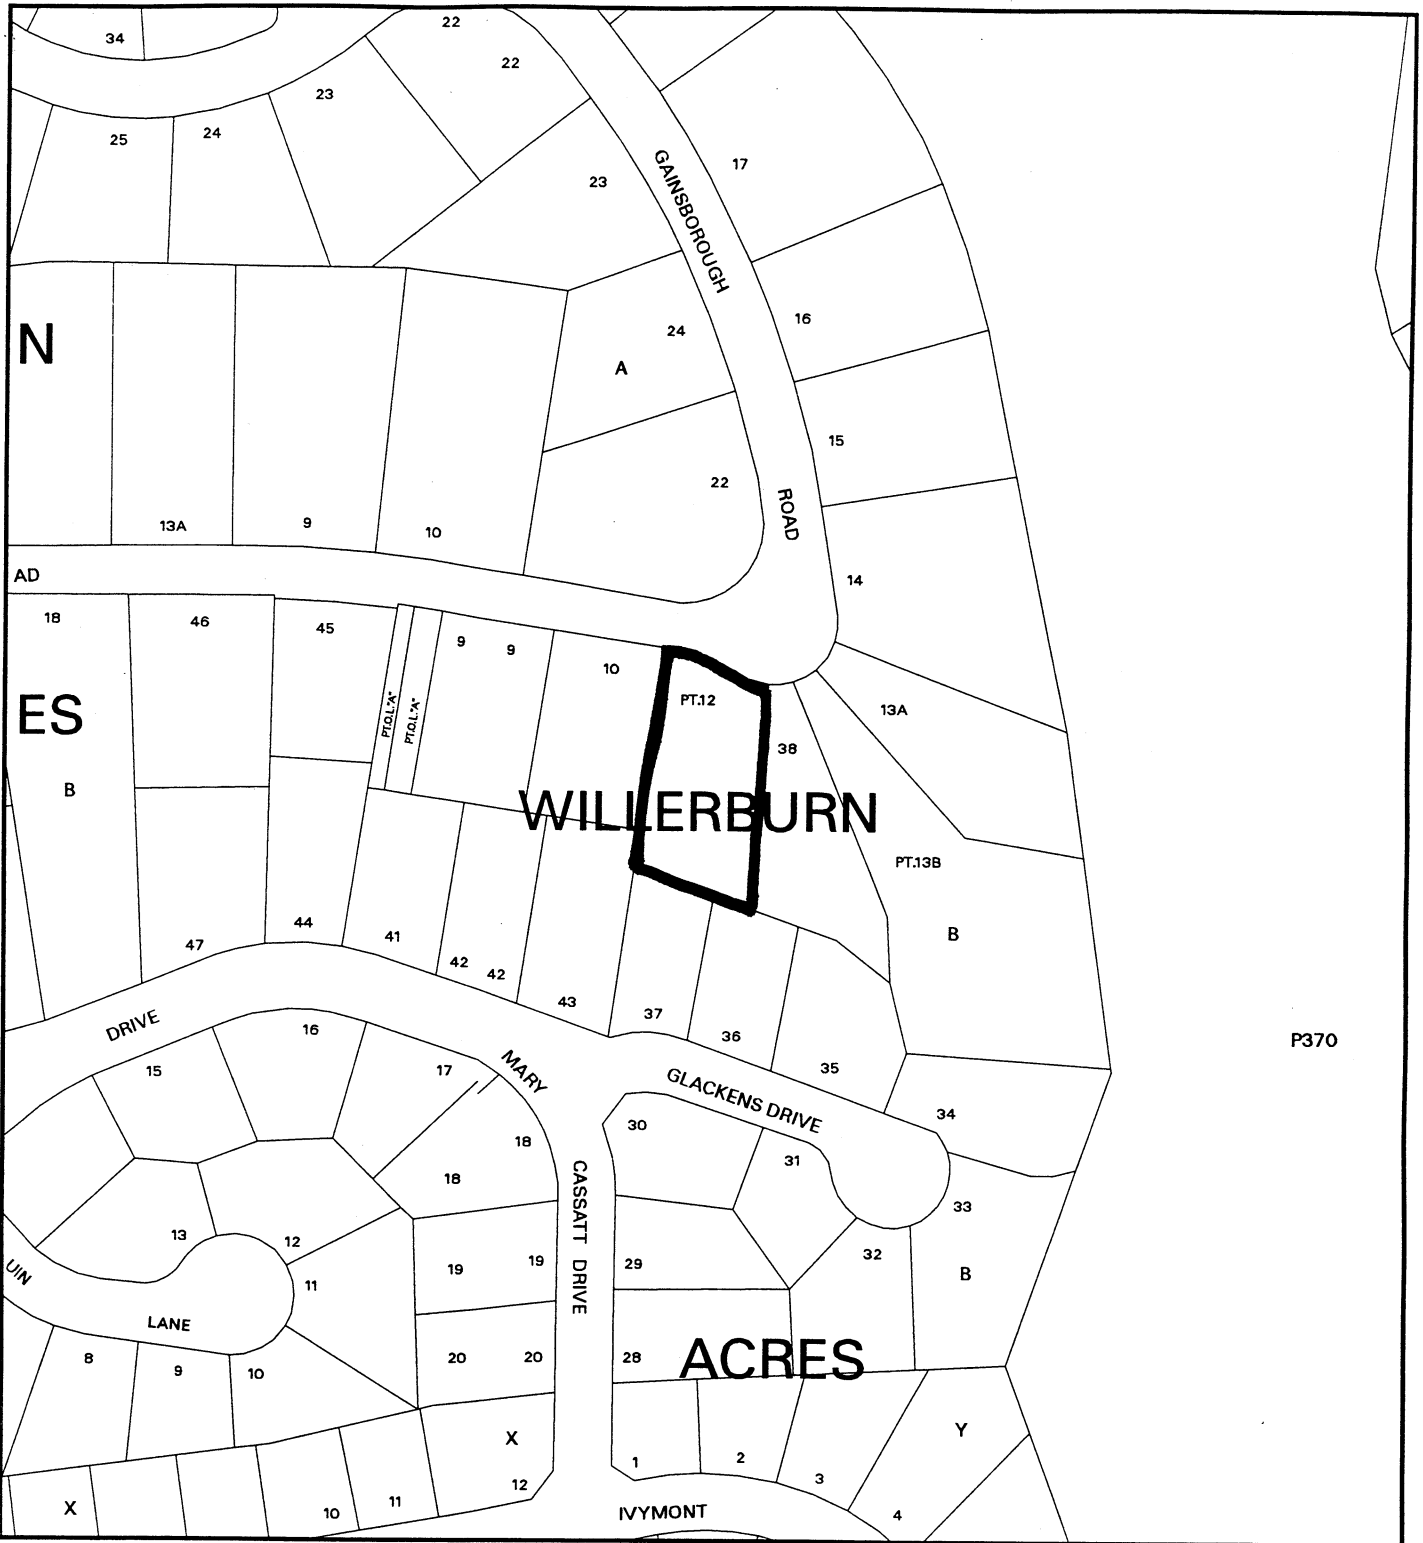 34
22
22
23
25
24
23
17
GAINSBOROUGH
16
24
N
A
15
22
ROAD
13A
9
10
14
AD
18
46
45
9
9
10
PT.O.L."A"
PT.O.L."A"
PT.12
13A
ES
38
B
WILLERBURN
PT.13B
B
47
44
41
42
42
43
37
36
35
P370
DRIVE
16
15
17
MARY
GLACKENS DRIVE
34
30
31
18
18
CASSATT DRIVE
33
13
12
32
UIN
11
19
19
29
B
LANE
8
9
10
20
20
28
ACRES
X
Y
1
2
3
X
10
11
12
IVYMONT
4